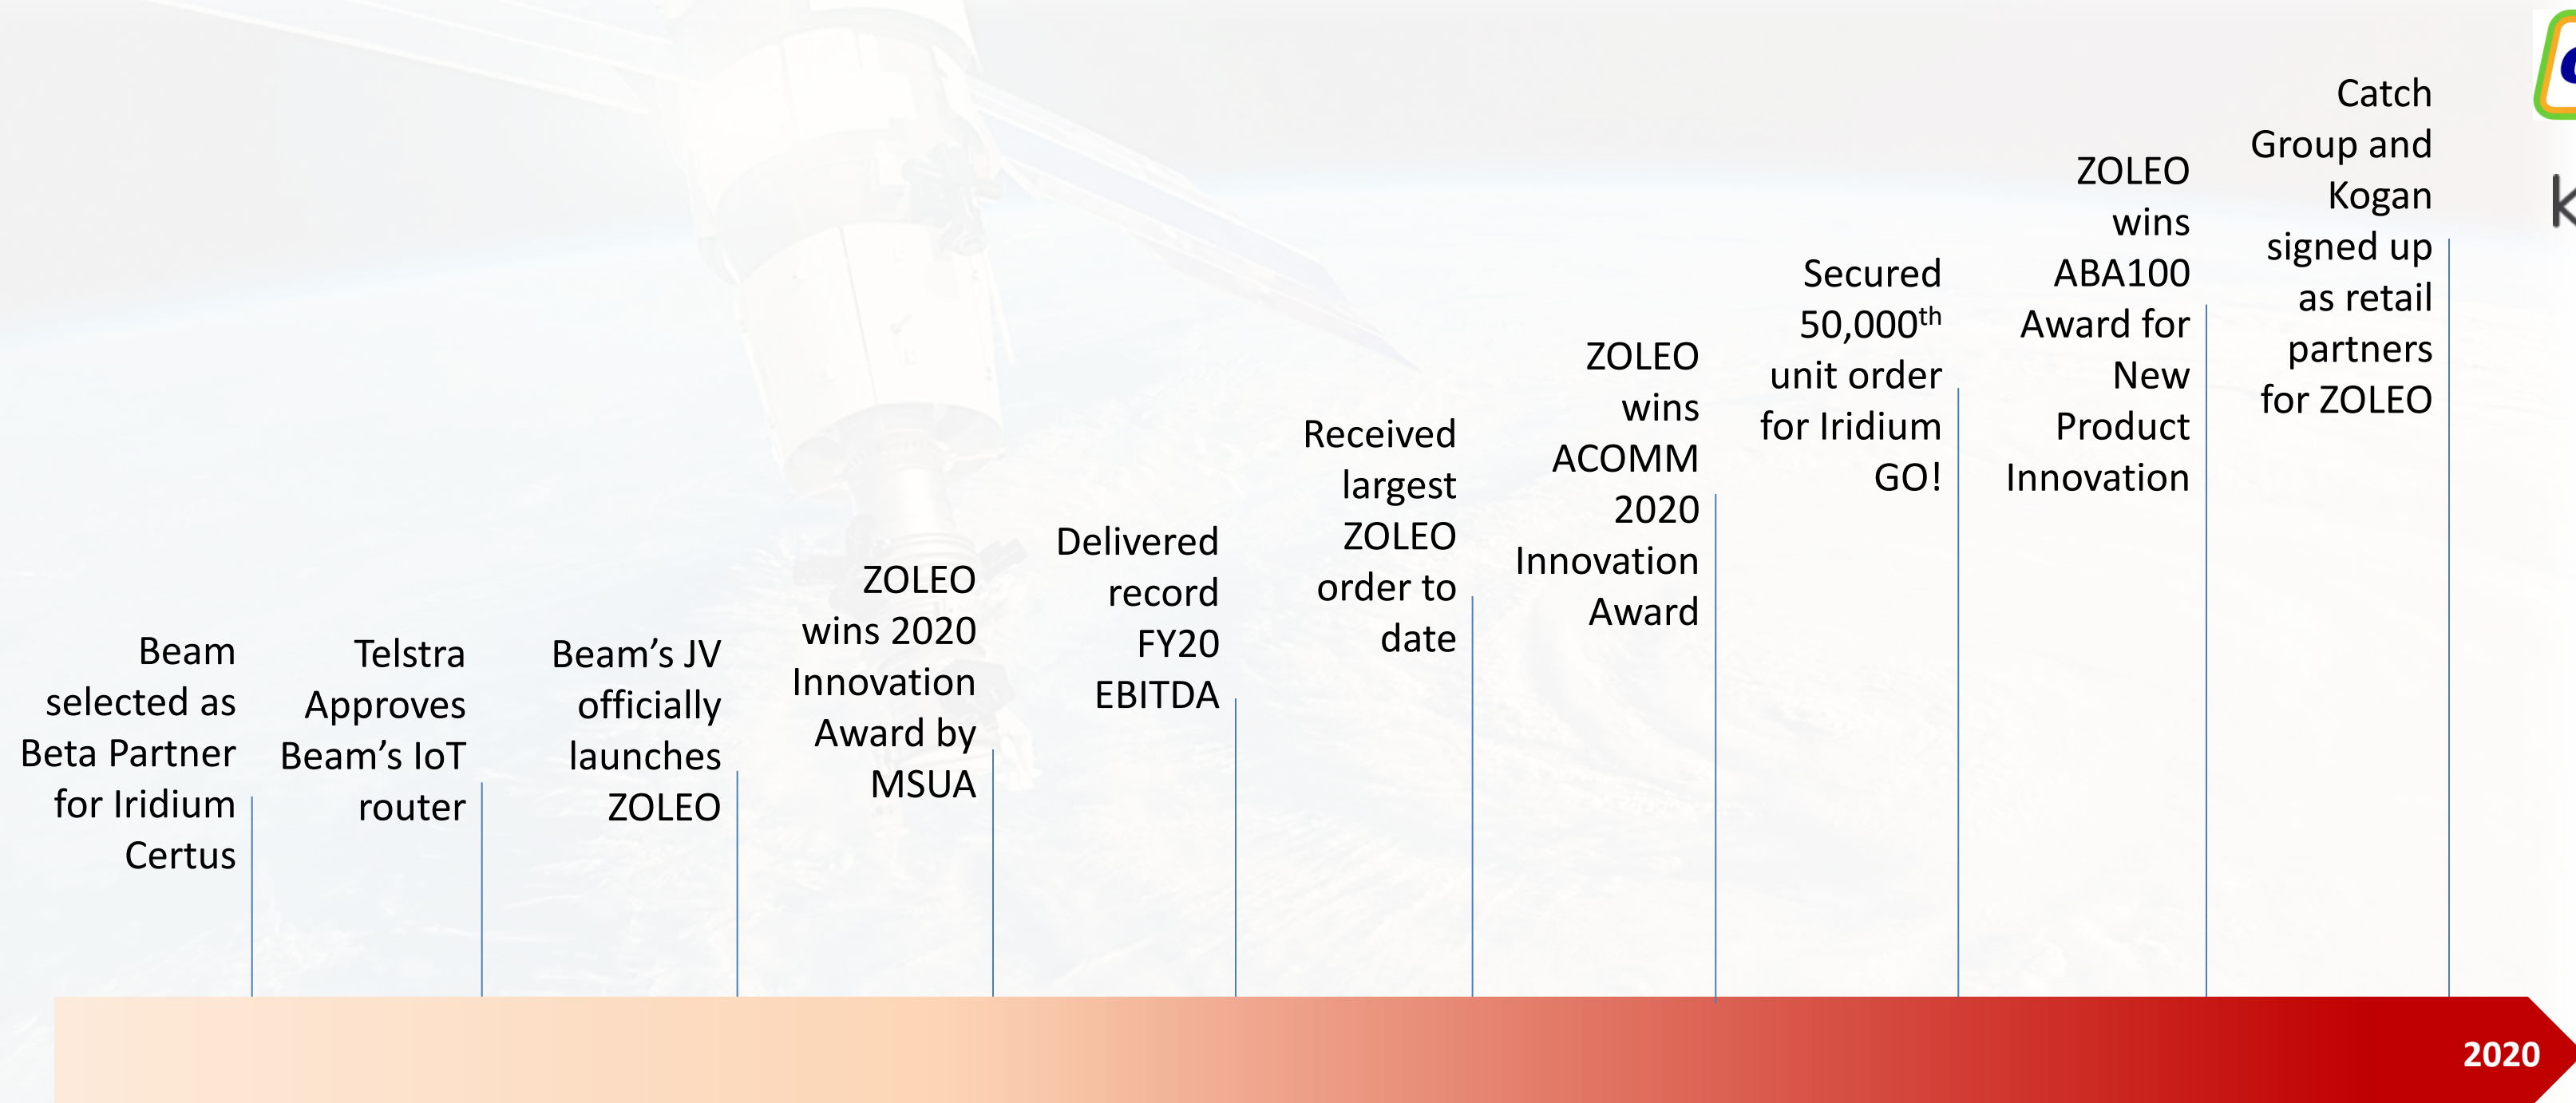 Beam
selected as
Beta Partner
for Iridium
Certus
Telstra
Approves
Beam’s IoT
router
Beam’s JV
officially
launches
ZOLEO
ZOLEO
wins 2020
Innovation
Award by
MSUA
Delivered
record
FY20
EBITDA
Received
largest
ZOLEO
order to
date
ZOLEO
wins
ACOMM
2020
Innovation
Award
Secured
50,000th
unit order
for Iridium
GO!
ZOLEO
wins
ABA100
Award for
New
Product
Innovation
Catch
Group and
Kogan
signed up
as retail
partners
for ZOLEO
2020